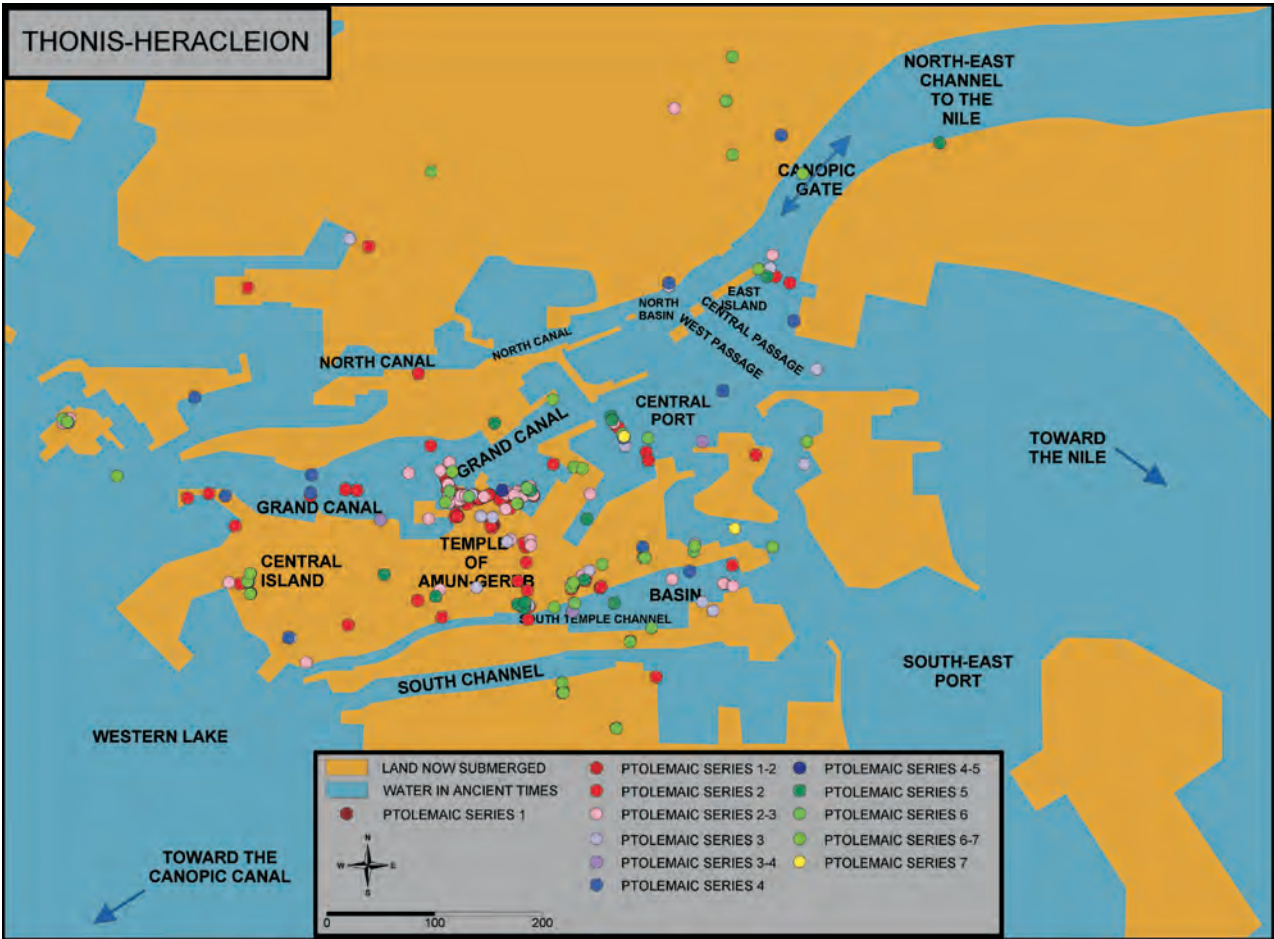 THONIS-HERACLEION
NORTH-EAST
CHANNEL
TO THE
NILE
CANOPIC
GATE
EAST
ISLAND
NORTH
BASIN
CENTRAL PASSAGE
WEST PASSAGE
NORTH CANAL
NORTH CANAL
CENTRAL
PORT
GRAND CANAL
TOWARD
THE NILE
GRAND CANAL
TEMPLE
OF
AMUN-GEREB
CENTRAL
ISLAND
BASIN
SOUTH TEMPLE CHANNEL
SOUTH CHANNEL
SOUTH-EAST
PORT
WESTERN LAKE
TOWARD THE
CANOPIC CANAL
LAND NOW SUBMERGED
WATER IN ANCIENT TIMES
PTOLEMAIC SERIES 1
N
W E
S
0 100 200
PTOLEMAIC SERIES 1-2
PTOLEMAIC SERIES 2
PTOLEMAIC SERIES 2-3
PTOLEMAIC SERIES 3
PTOLEMAIC SERIES 3-4
PTOLEMAIC SERIES 4
PTOLEMAIC SERIES 4-5
PTOLEMAIC SERIES 5
PTOLEMAIC SERIES 6
PTOLEMAIC SERIES 6-7
PTOLEMAIC SERIES 7